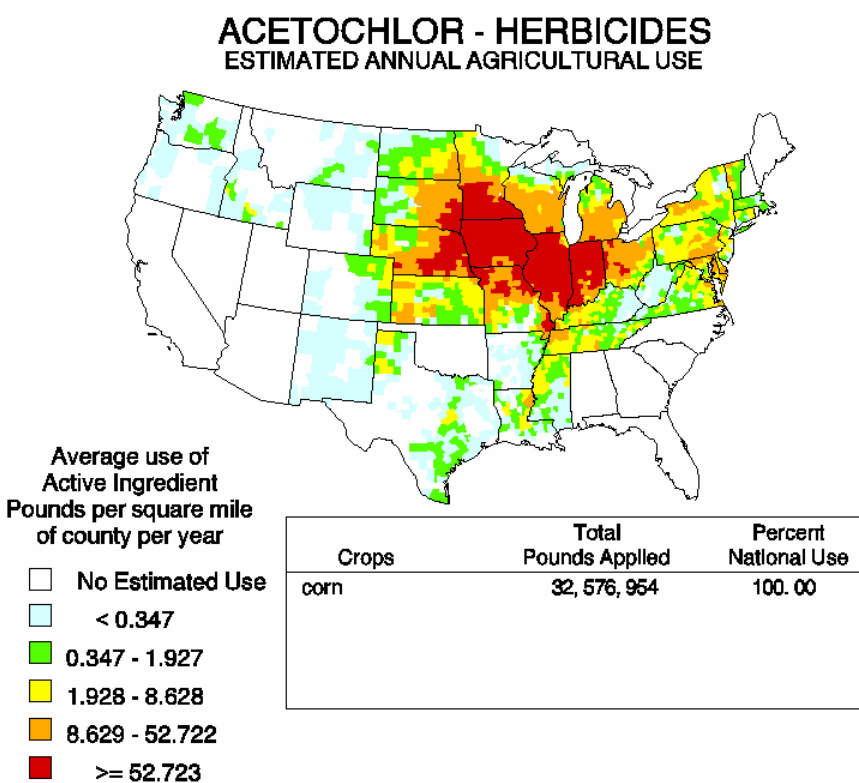 ACETOCHLOR - HERBICIDES
ESTIMATED ANNUAL AGRICULTURAL USE
Average use of
Active Ingredient
Pounds per square mile
of county per year
No Estimated Use
< 0.347
0.347 - 1.927
1.928 - 8.628
8.629 - 52.722
>= 52.723
Crops Total Pounds Applied Percent National Use
corn 32, 576, 954 100. 00